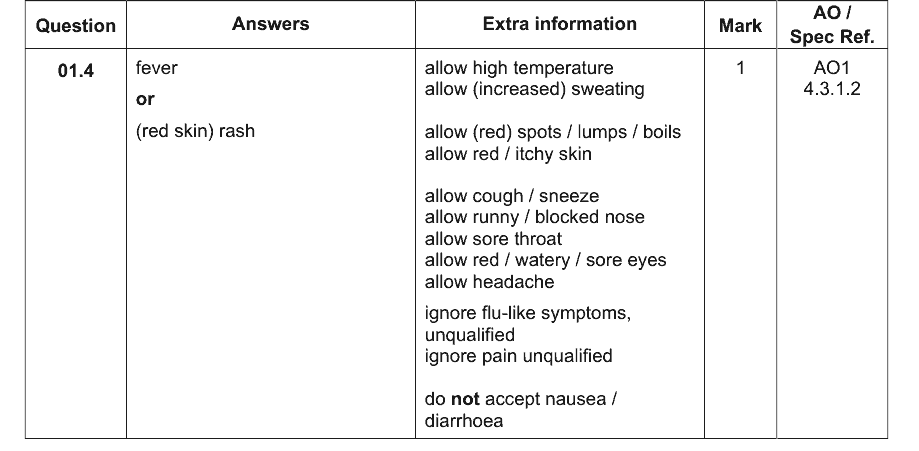 Question Answers Extra information Mark AO /
Spec Ref.
01.4 fever allow high temperature 1 AO1
allow (increased) sweating 4.3.1.2
or
(red skin) rash allow (red) spots / lumps / boils
allow red / itchy skin
allow cough / sneeze
allow runny / blocked nose
allow sore throat
allow red / watery / sore eyes
allow headache
ignore flu-like symptoms,
unqualified
ignore pain unqualified
do not accept nausea /
diarrhoea